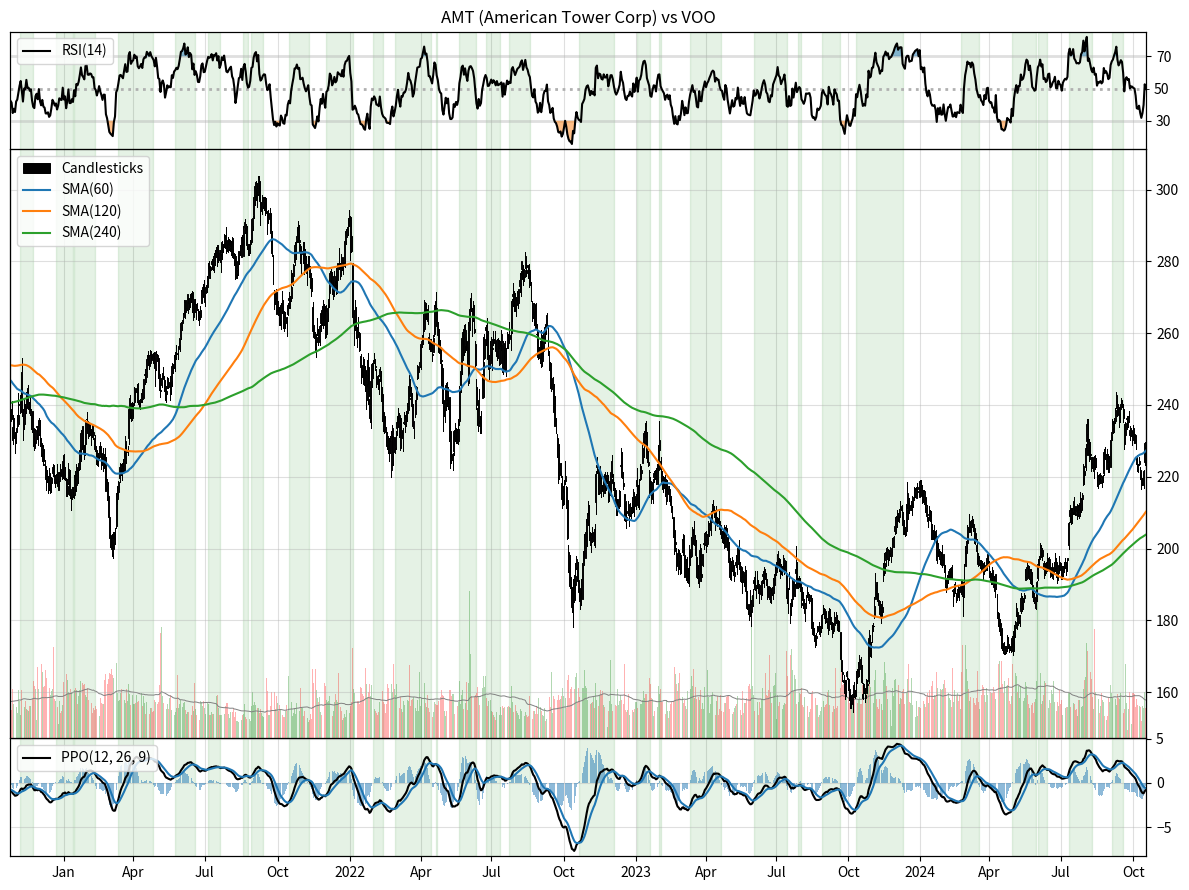 AMT (American Tower Corp) vs VOO
RSI(14)
70
50
30
Candlesticks
SMA(60)
SMA(120)
SMA(240)
300
280
260
240
220
200
180
160
PPO(12, 26, 9)
5
0
−5
Jan Apr Jul Oct 2022 Apr Jul Oct 2023 Apr Jul Oct 2024 Apr Jul Oct